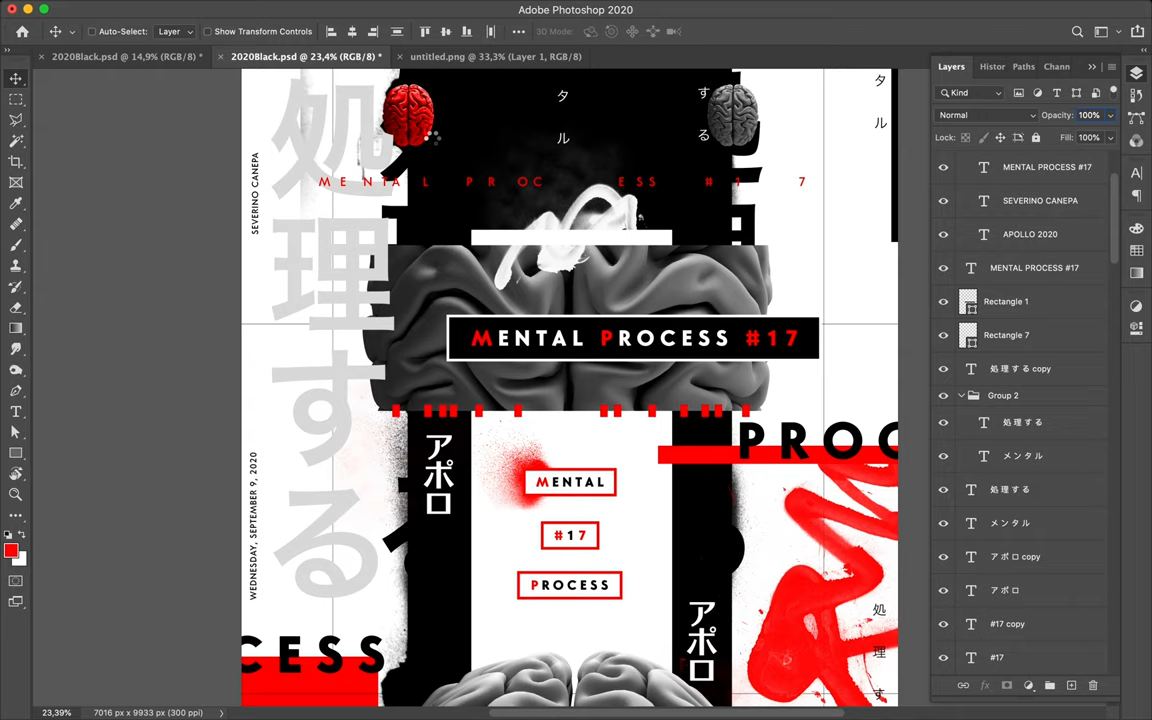 Adobe Photoshop 2020
Auto-Select:
Layer
Show Transform Controls
3D Mode:
2020Black.psd @ 14,9% (RGB/8) *
2020Black.psd @ 23,4% (RGB/8) *
untitled.png @ 33,3% (Layer 1, RGB/8)
処理する
SEVERINO CANEPA
WEDNESDAY, SEPTEMBER 9, 2020
タル
する
タル
MENTAL PROCESS #17
MENTAL PROCESS #17
アポロ
MENTAL
#17
PROCESS
アポロ
PROC
CESS
処理す
Layers
Histor
Paths
Chann
Kind
Normal
Opacity: 100%
Lock:
Fill: 100%
MENTAL PROCESS #17
SEVERINO CANEPA
APOLLO 2020
MENTAL PROCESS #17
Rectangle 1
Rectangle 7
処理する copy
Group 2
処理する
メンタル
処理する
メンタル
アポロ copy
アポロ
#17 copy
#17
23,39%
7016 px x 9933 px (300 ppi)